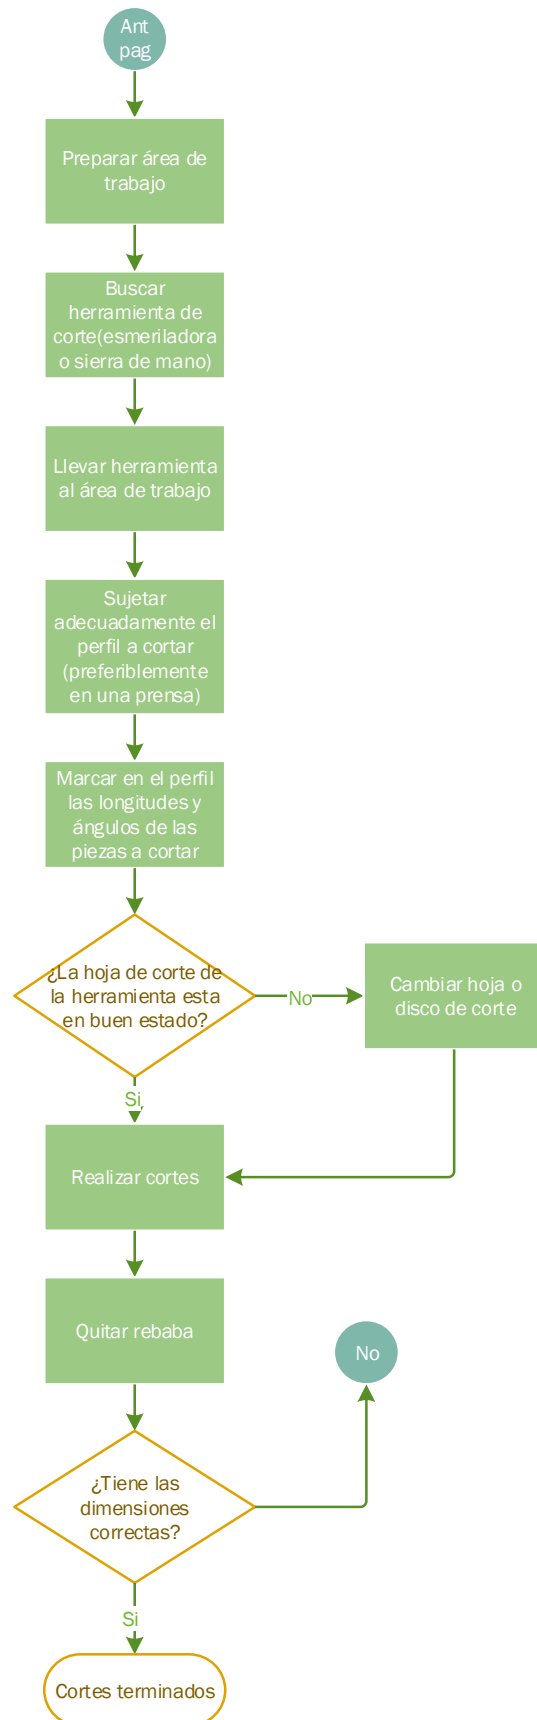 Ant
pag
Preparar área de
trabajo
Buscar
herramienta de
corte(esmeriladora
o sierra de mano)
Llevar herramienta
al área de trabajo
Sujetar
adecuadamente el
perfil a cortar
(preferiblemente
en una prensa)
Marcar en el perfil
las longitudes y
ángulos de las
piezas a cortar
¿La hoja de corte de
la herramienta esta
en buen estado?
No
Cambiar hoja o
disco de corte
Si
Realizar cortes
Quitar rebaba
No
¿Tiene las
dimensiones
correctas?
Si
Cortes terminados